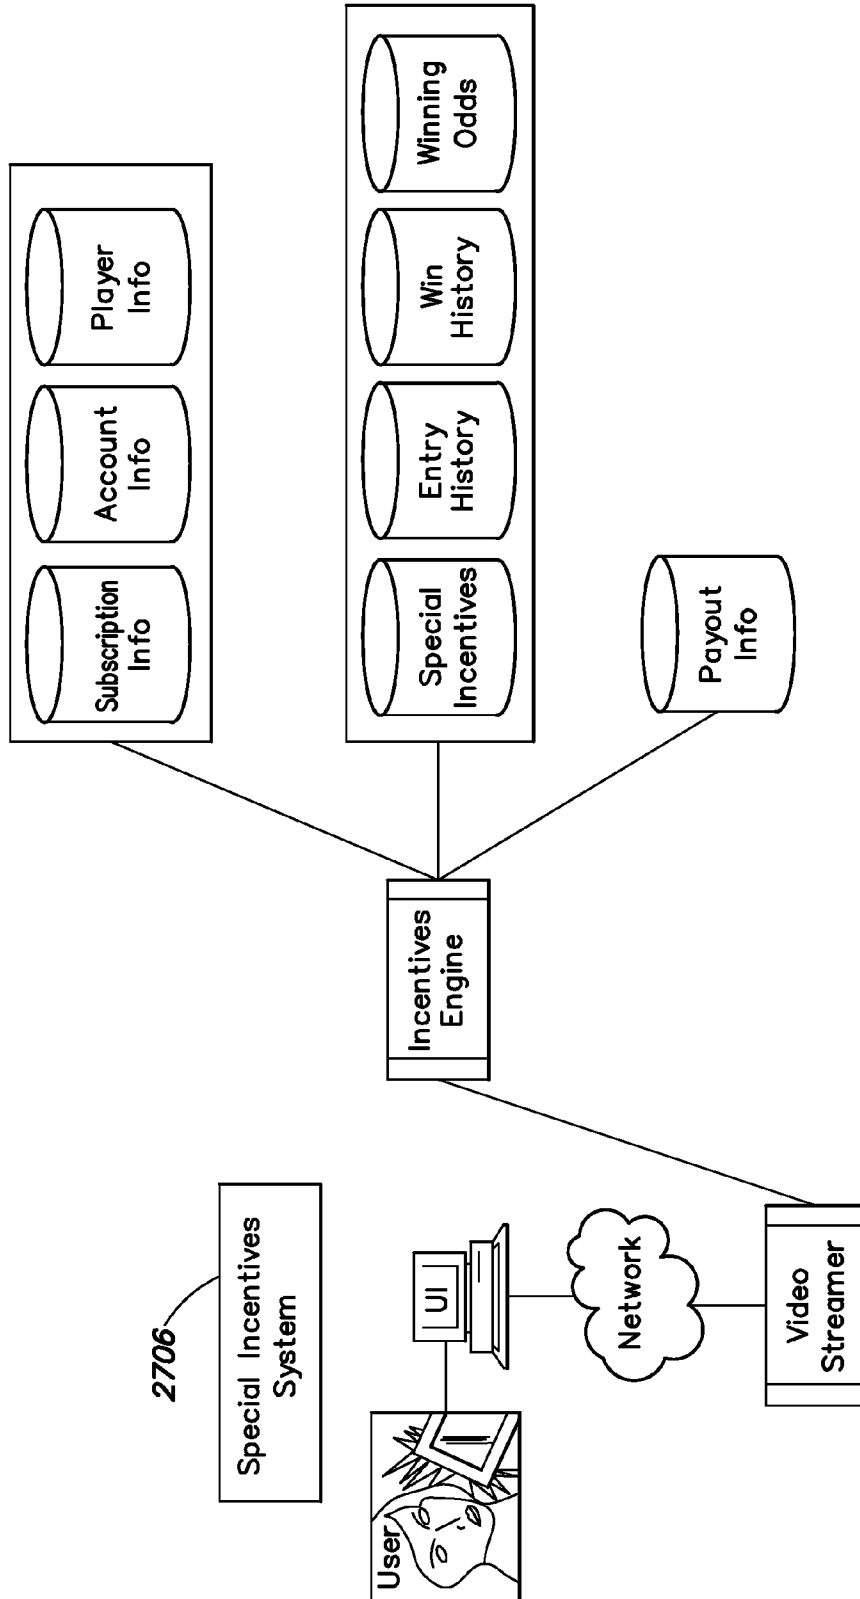 2706
Special Incentives
System
User
UI
Network
Video
Streamer
Incentives
Engine
Subscription
Info
Account
Info
Player
Info
Special
Incentives
Entry
History
Win
History
Winning
Odds
Payout
Info